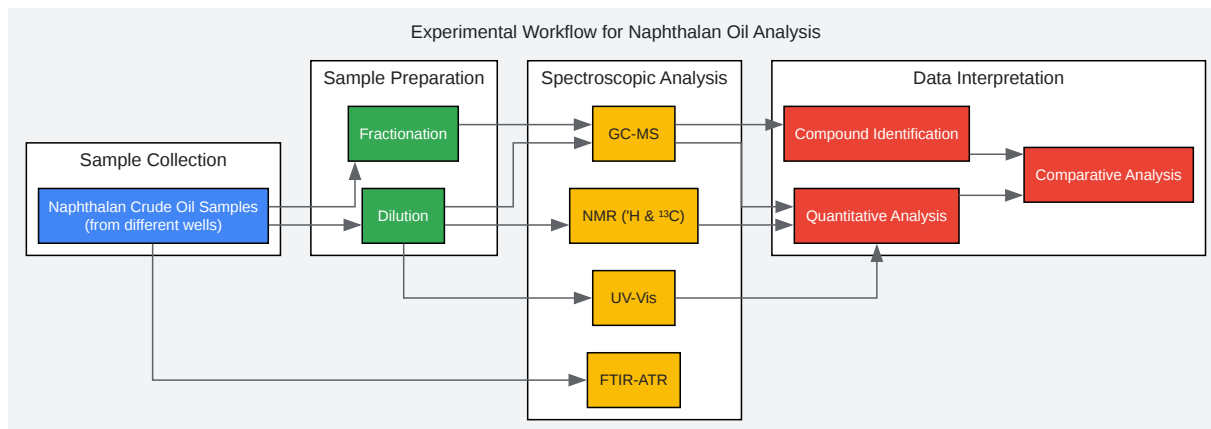 Experimental Workflow for Naphthalan Oil Analysis
Sample Collection
Naphthalan Crude Oil Samples
(from different wells)
Sample Preparation
Fractionation
Dilution
Spectroscopic Analysis
GC-MS
NMR ('H & ¹³C)
UV-Vis
FTIR-ATR
Data Interpretation
Compound Identification
Quantitative Analysis
Comparative Analysis